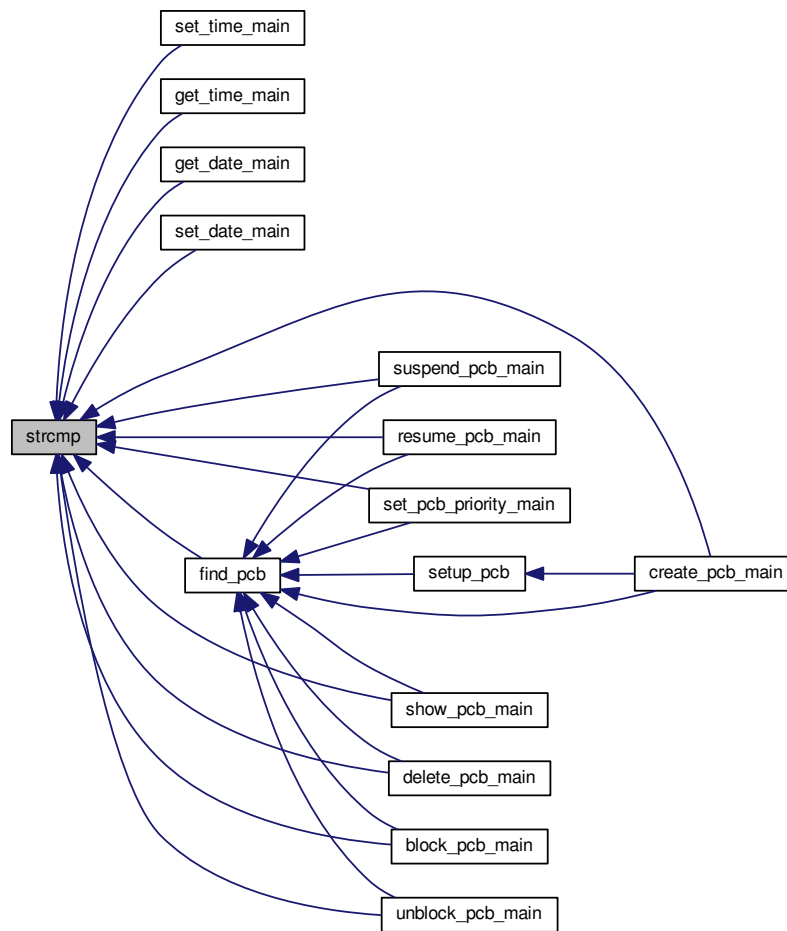 set_time_main
get_time_main
get_date_main
set_date_main
suspend_pcb_main
strcmp
resume_pcb_main
set_pcb_priority_main
find_pcb
setup_pcb
create_pcb_main
show_pcb_main
delete_pcb_main
block_pcb_main
unblock_pcb_main